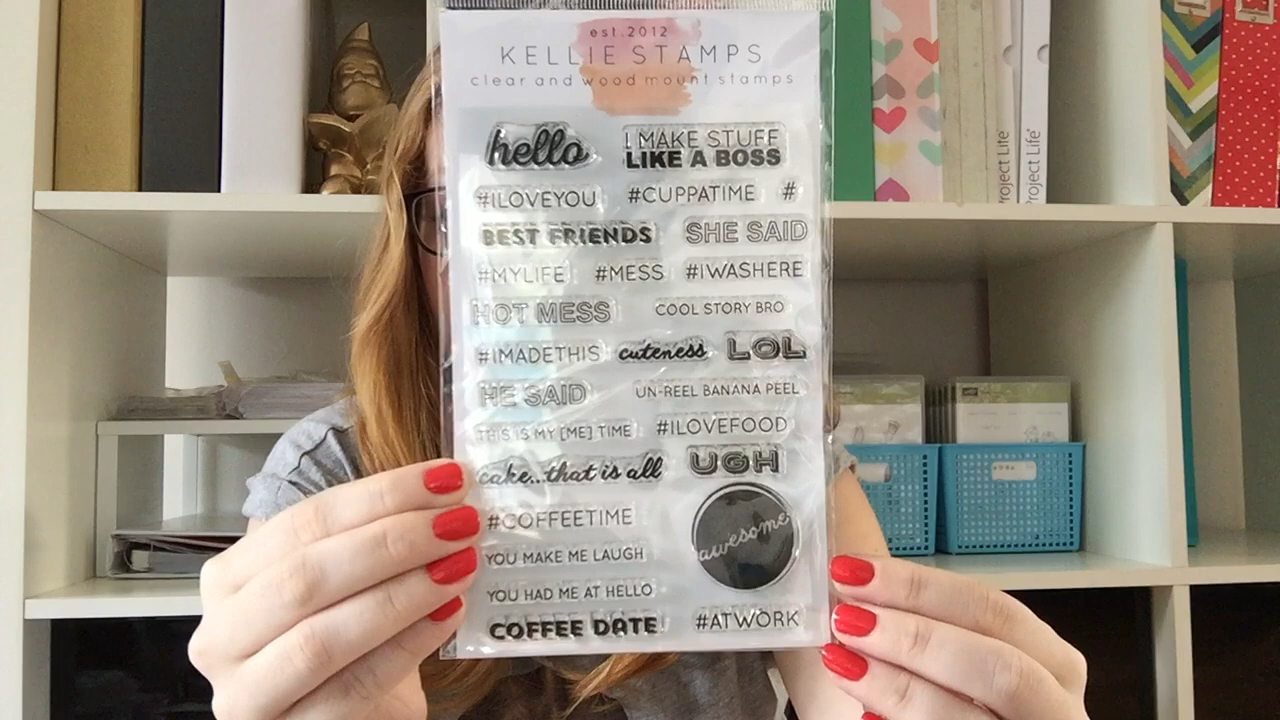 est.2012
KELLIE STAMPS
clear and wood mount stamps
hello
I MAKE STUFF
LIKE A BOSS
#ILOVEYOU #CUPPATIME #
BEST FRIENDS SHE SAID
#MYLIFE #MESS #IWASHERE
HOT MESS COOL STORY BRO
#IMADETHIS cuteness LOL
HE SAID UN-REEL BANANA PEEL
THIS IS MY [ME] TIME #ILOVEFOOD
cake...that is all UGH
#COFFEETIME
awesome
YOU MAKE ME LAUGH
YOU HAD ME AT HELLO
COFFEE DATE #ATWORK
Project Life
Project Life